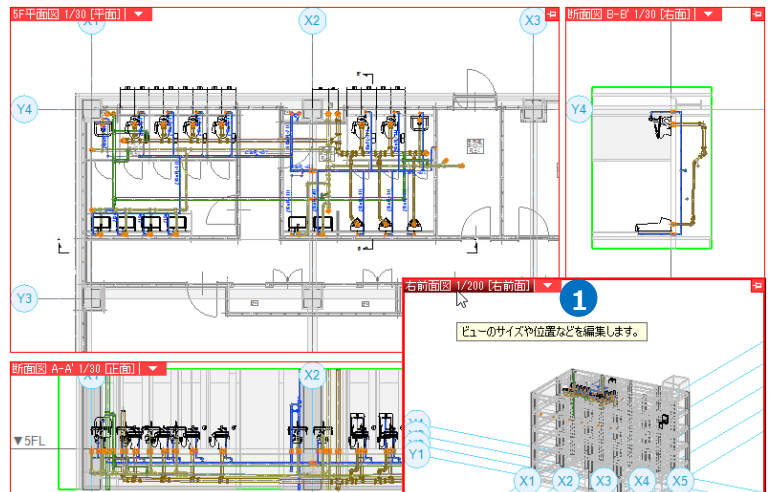 5F平面図 1/30 [平面]
断面図 B-B' 1/30 [右面]
X1
X2
X3
Y4
Y4
Y3
右前面図 1/200 [右前面]
1
ビューのサイズや位置などを編集します。
断面図 A-A' 1/30 [正面]
X1
X2
▼5FL
Y1
X1
X2
X3
X4
X5